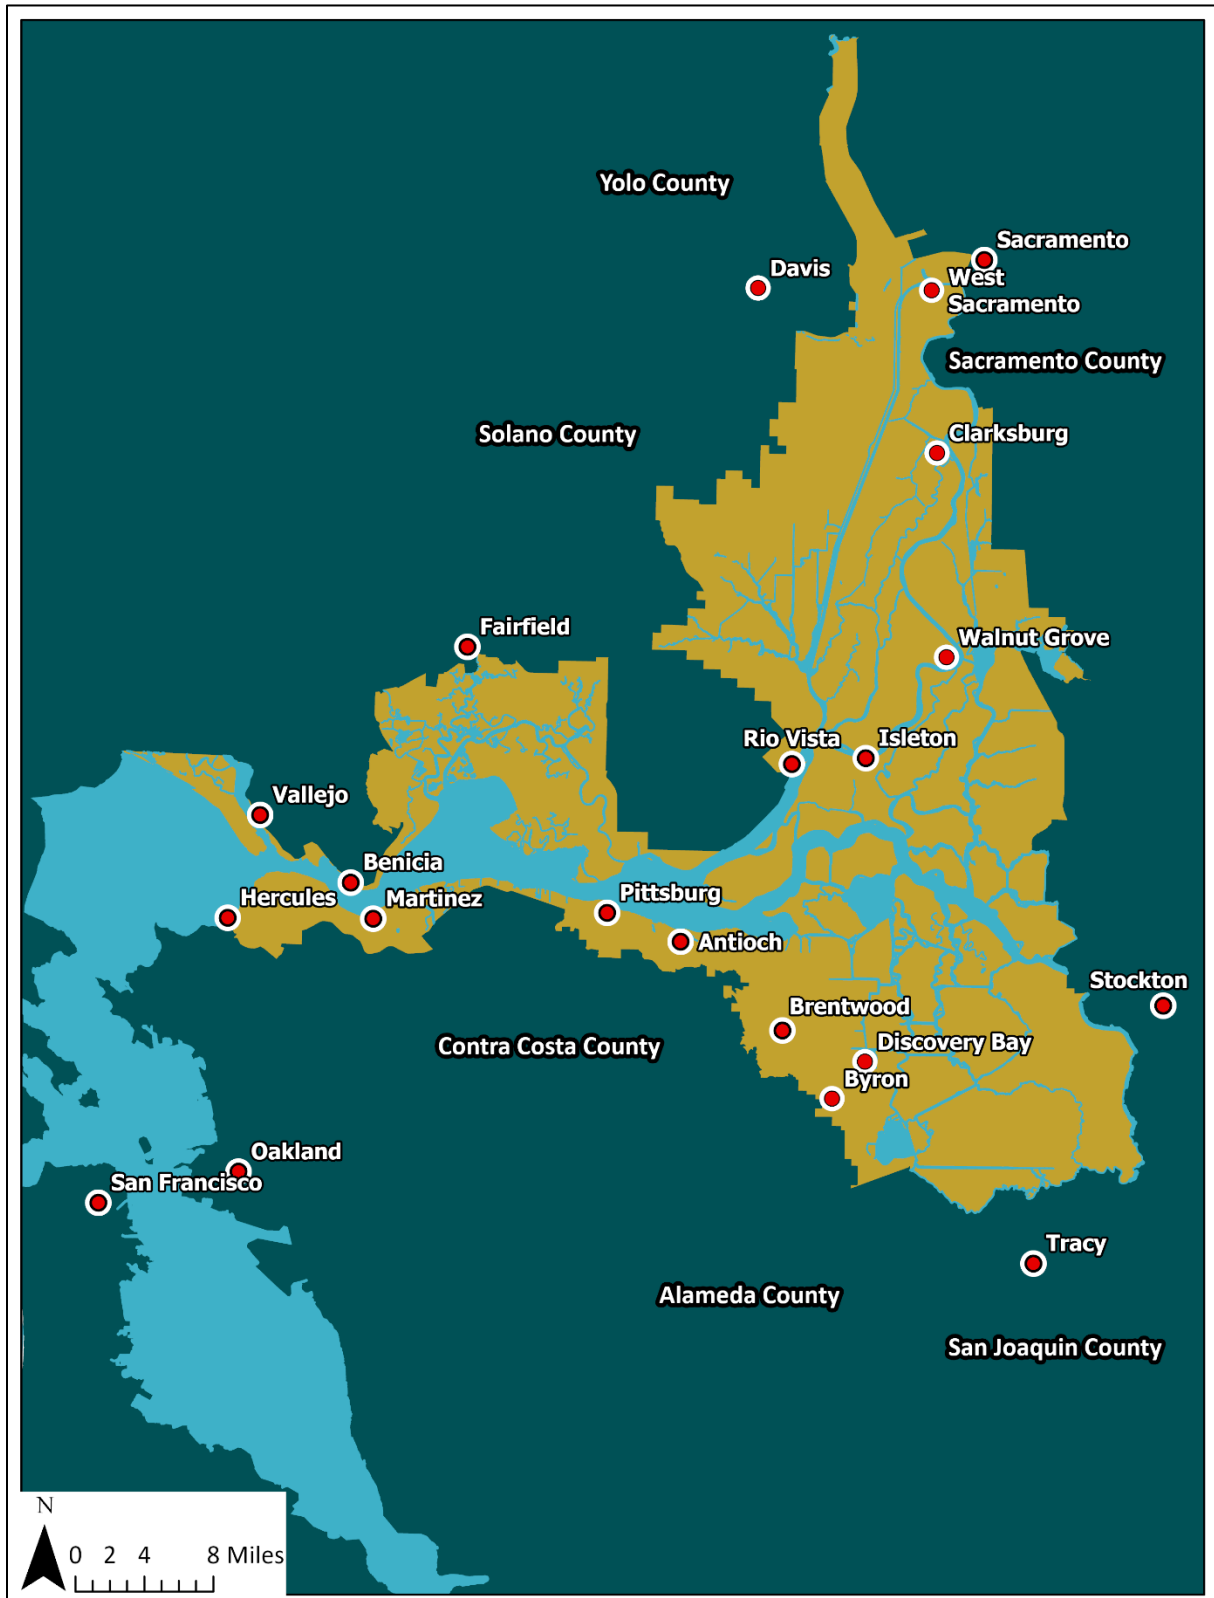 Yolo County
Sacramento
Davis
West
Sacramento
Sacramento County
Solano County
Clarksburg
Fairfield
Walnut Grove
Rio Vista
Isleton
Vallejo
Benicia
Hercules
Martinez
Pittsburg
Antioch
Stockton
Brentwood
Contra Costa County
Discovery Bay
Byron
Oakland
San Francisco
Tracy
Alameda County
San Joaquin County
N
0 2 4 8 Miles